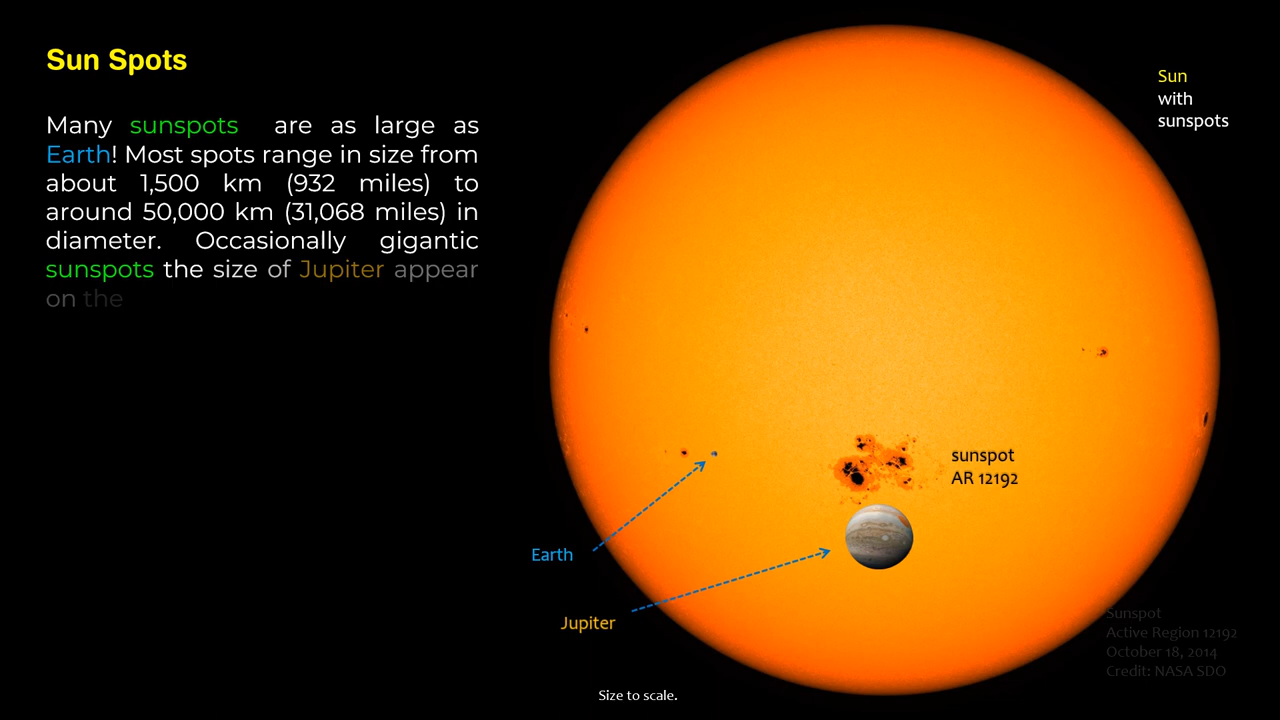 Sun Spots
Many sunspots are as large as
Earth! Most spots range in size from
about 1,500 km (932 miles) to
around 50,000 km (31,068 miles) in
diameter. Occasionally gigantic
sunspots the size of Jupiter appear
on the
Sun
with
sunspots
sunspot
AR 12192
Earth
Jupiter
Sunspot
Active Region 12192
October 18, 2014
Credit: NASA SDO
Size to scale.